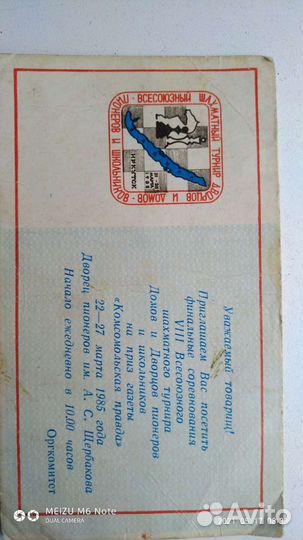 ВСЕСОЮЗНЫЙ ШАХМАТНЫЙ ТУРНИР ДВОРЦОВ И ДОМОВ ПИОНЕРОВ И ШКОЛЬНИКОВ
ИРКУТСК
Уважаемый товарищ!
Приглашаем Вас посетить
финальные соревнования
VIII Всесоюзного
шахматного турнира
Домов и Дворцов пионеров
и школьников
на приз газеты
«Комсомольская правда»
22—27 марта 1985 года
Дворец пионеров им. А. С. Щербакова
Начало ежедневно в 10.00 часов
Оргкомитет
MEIZU M6 Note
DUAL CAMERA
Avito